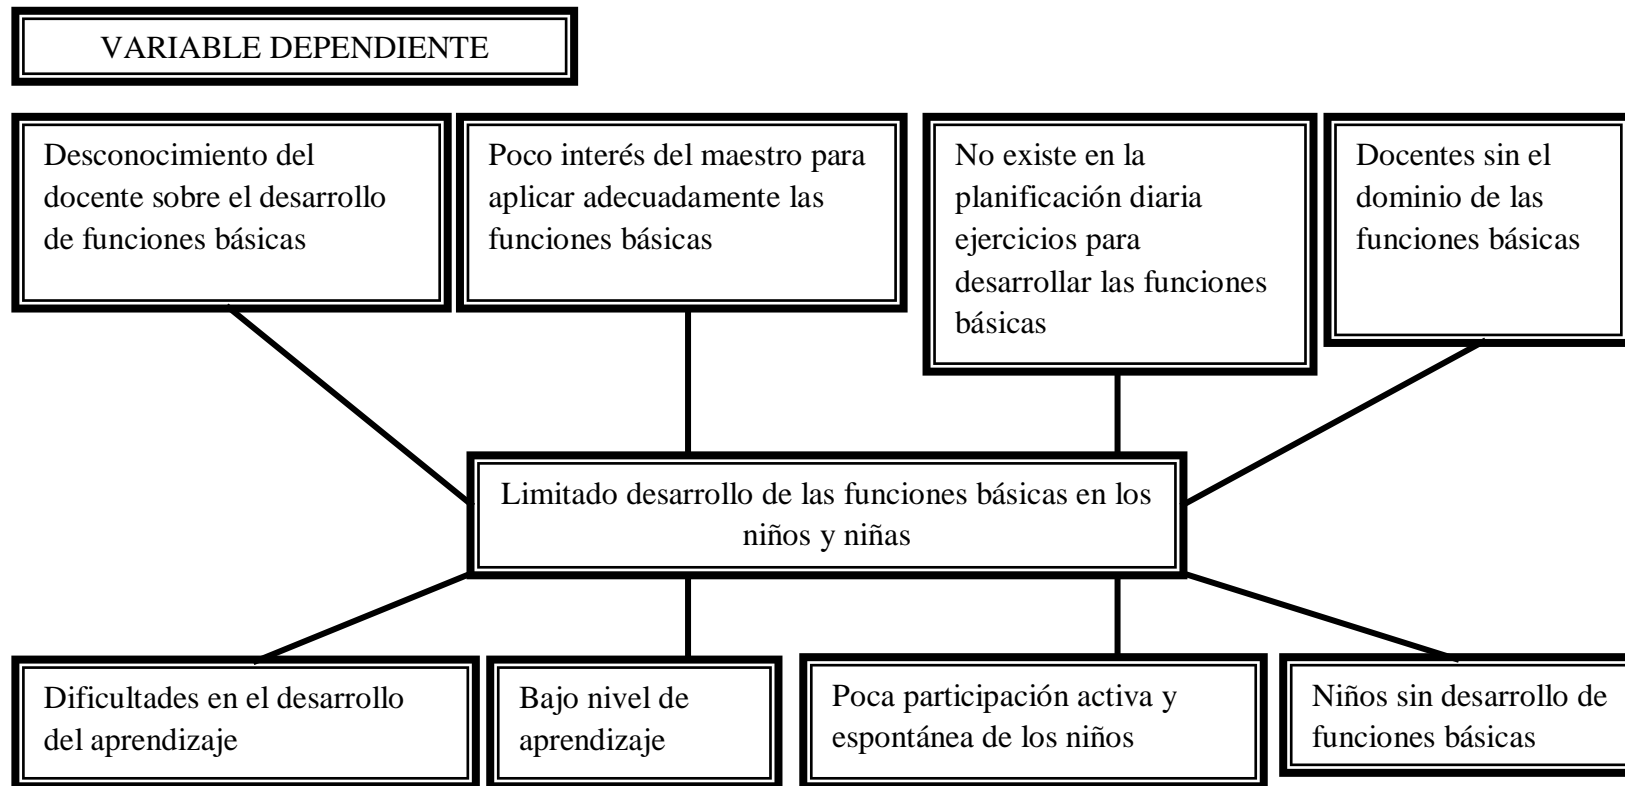 VARIABLE DEPENDIENTE
Desconocimiento del
docente sobre el desarrollo
de funciones básicas
Poco interés del maestro para
aplicar adecuadamente las
funciones básicas
No existe en la
planificación diaria
ejercicios para
desarrollar las funciones
básicas
Docentes sin el
dominio de las
funciones básicas
Limitado desarrollo de las funciones básicas en los
niños y niñas
Dificultades en el desarrollo
del aprendizaje
Bajo nivel de
aprendizaje
Poca participación activa y
espontánea de los niños
Niños sin desarrollo de
funciones básicas